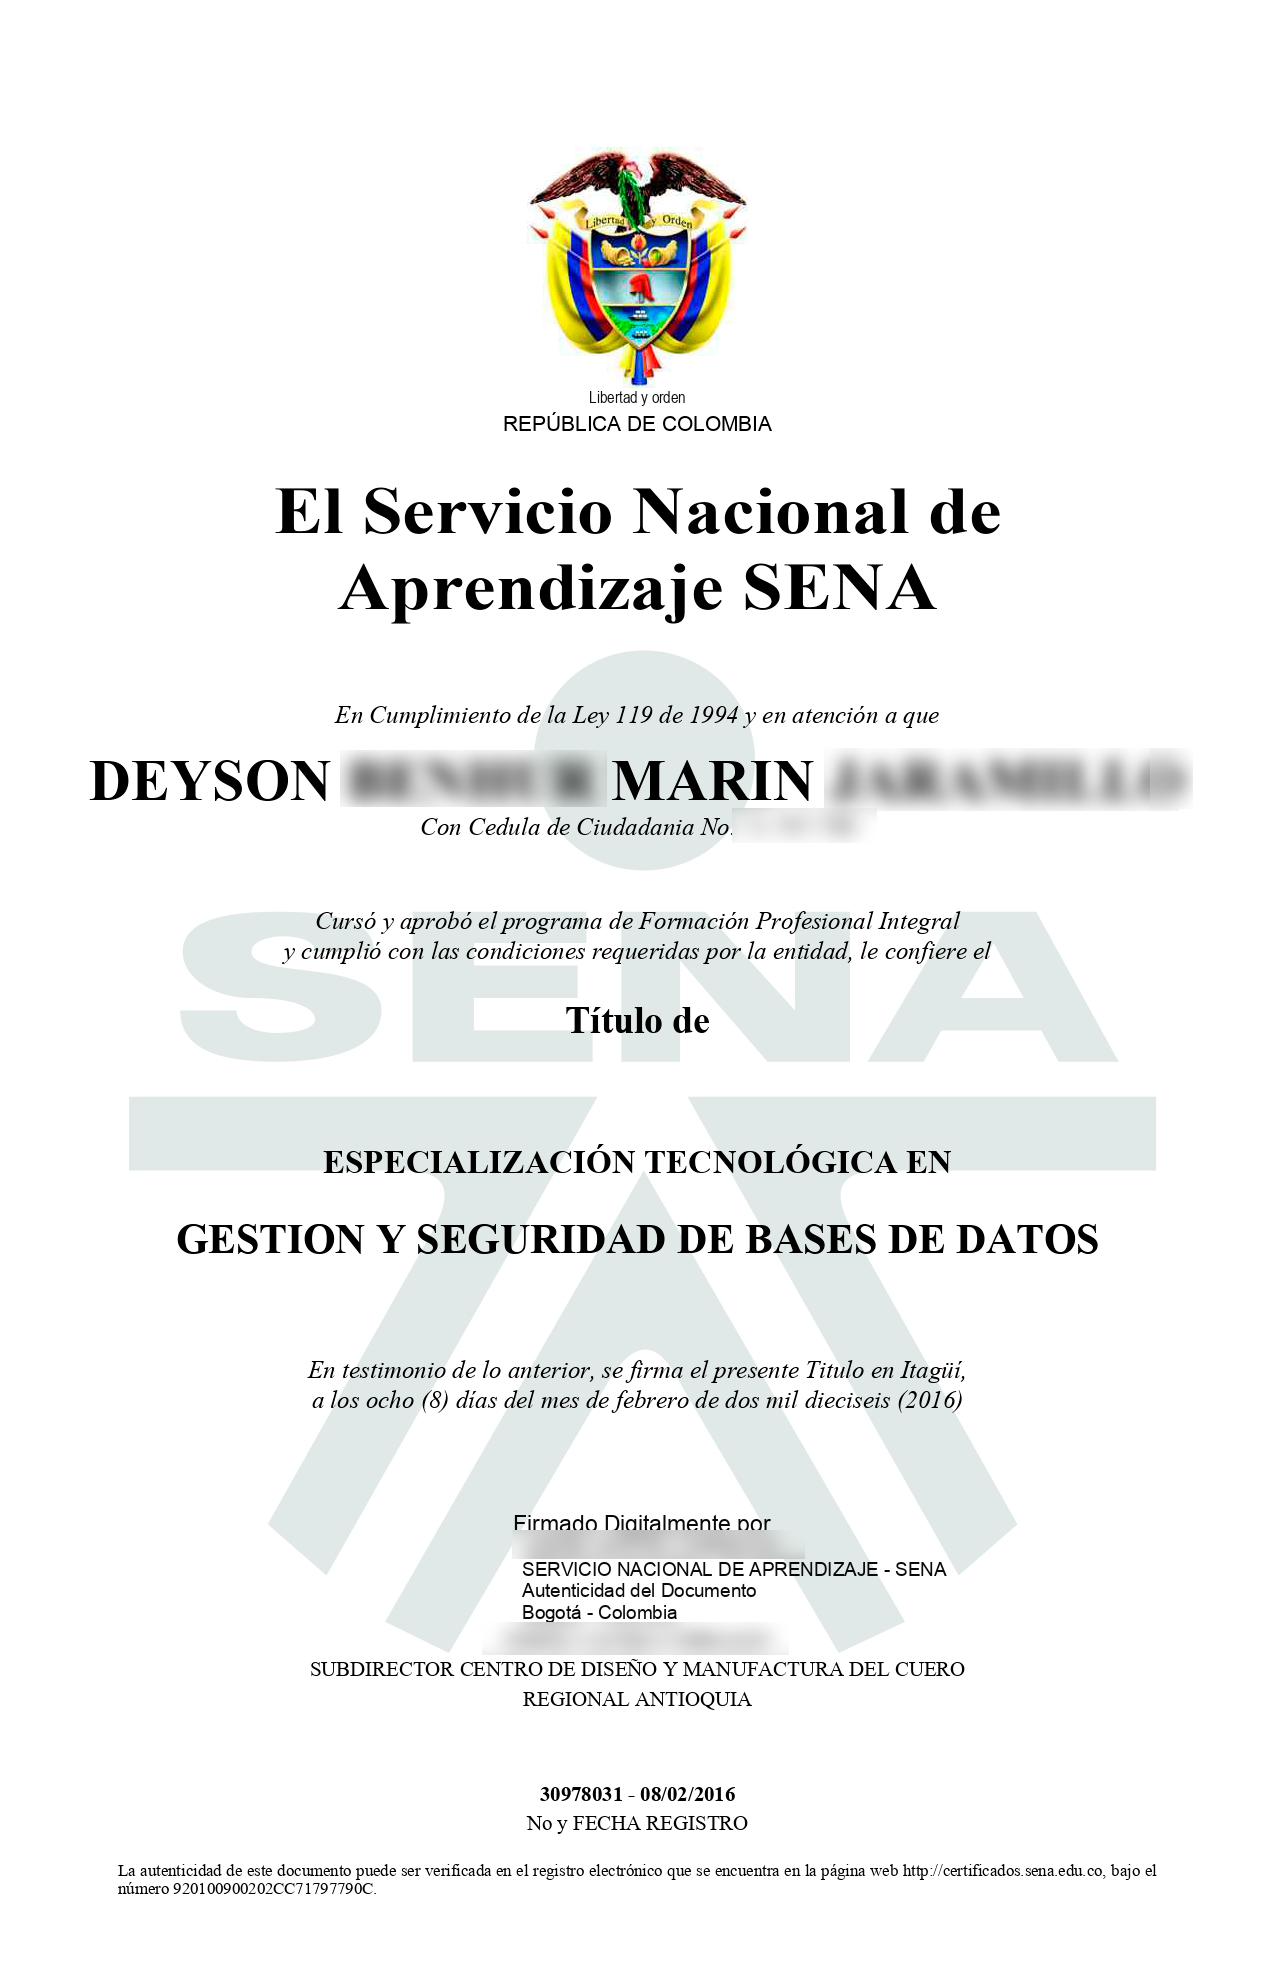 Libertad y Orden
Libertad y orden
REPÚBLICA DE COLOMBIA
El Servicio Nacional de
Aprendizaje SENA
En Cumplimiento de la Ley 119 de 1994 y en atención a que
DEYSON MARIN
Con Cedula de Ciudadania No.
SENA
Cursó y aprobó el programa de Formación Profesional Integral
y cumplió con las condiciones requeridas por la entidad, le confiere el
Título de
ESPECIALIZACIÓN TECNOLÓGICA EN
GESTION Y SEGURIDAD DE BASES DE DATOS
En testimonio de lo anterior, se firma el presente Titulo en Itagüí,
a los ocho (8) días del mes de febrero de dos mil dieciseis (2016)
Firmado Digitalmente por
SERVICIO NACIONAL DE APRENDIZAJE - SENA
Autenticidad del Documento
Bogotá - Colombia
SUBDIRECTOR CENTRO DE DISEÑO Y MANUFACTURA DEL CUERO
REGIONAL ANTIOQUIA
30978031 - 08/02/2016
No y FECHA REGISTRO
La autenticidad de este documento puede ser verificada en el registro electrónico que se encuentra en la página web http://certificados.sena.edu.co, bajo el
número 920100900202CC71797790C.